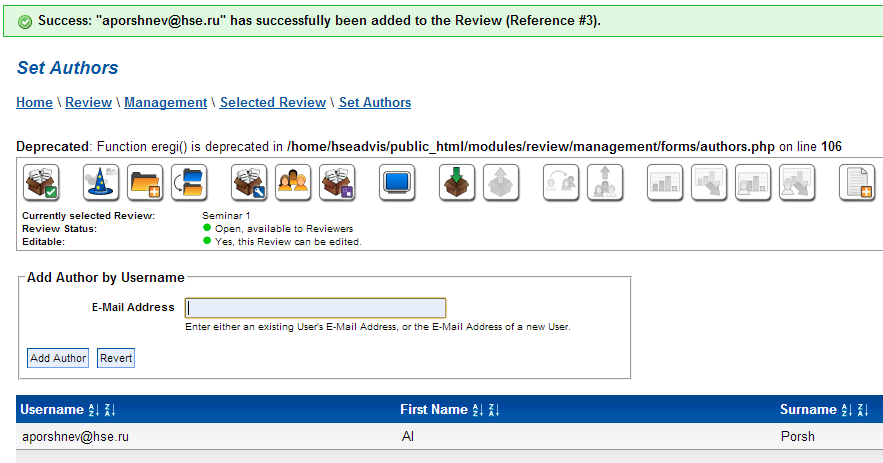 Success: "aporshnev@hse.ru" has successfully been added to the Review (Reference #3).
Set Authors
Home \ Review \ Management \ Selected Review \ Set Authors
Deprecated: Function eregi() is deprecated in /home/hseadvis/public_html/modules/review/management/forms/authors.php on line 106
Currently selected Review: Seminar 1
Review Status: Open, available to Reviewers
Editable: Yes, this Review can be edited.
Add Author by Username
E-Mail Address
Enter either an existing User's E-Mail Address, or the E-Mail Address of a new User.
Add Author Revert
Username First Name Surname
aporshnev@hse.ru Al Porsh